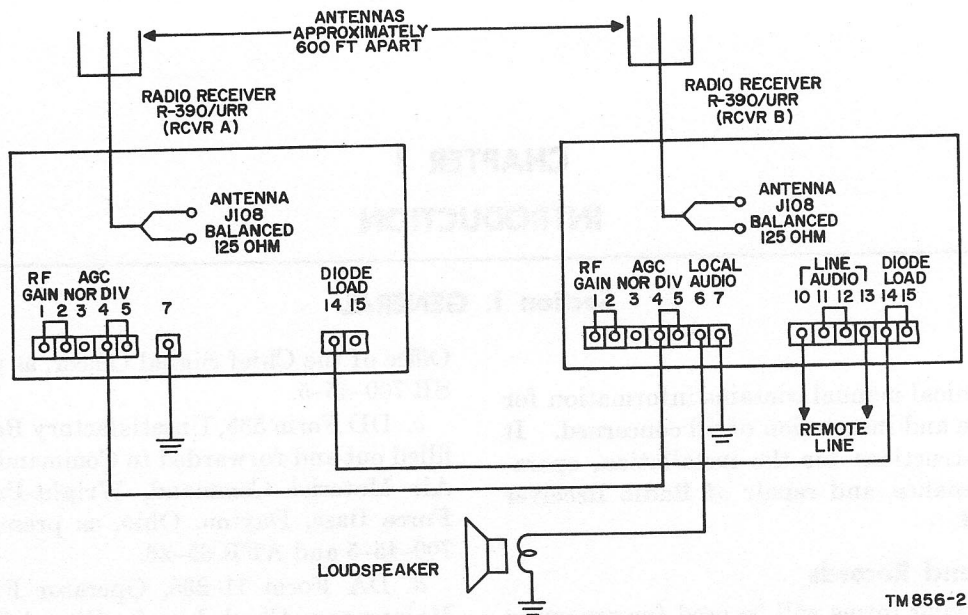 ANTENNAS
APPROXIMATELY
600 FT APART
RADIO RECEIVER
R-390/URR
(RCVR A)
RADIO RECEIVER
R-390/URR
(RCVR B)
ANTENNA
J108
BALANCED
125 OHM
ANTENNA
J108
BALANCED
125 OHM
RF AGC
GAIN NOR DIV
1 2 3 4 5 7
DIODE
LOAD
14 15
RF AGC LOCAL
GAIN NOR DIV AUDIO
1 2 3 4 5 6 7
LINE DIODE
AUDIO LOAD
10 11 12 13 14 15
REMOTE
LINE
LOUDSPEAKER
TM 856-2